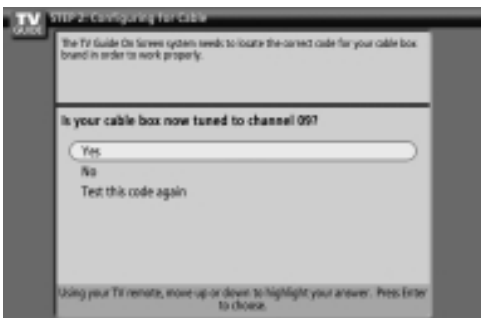 TV
GUIDE
STEP 2: Configuring for Cable
The TV Guide On Screen system needs to locate the correct code for your cable box
brand in order to work properly.
Is your cable box now tuned to channel 09?
Yes
No
Test this code again
Using your TV remote, move up or down to highlight your answer. Press Enter
to choose.